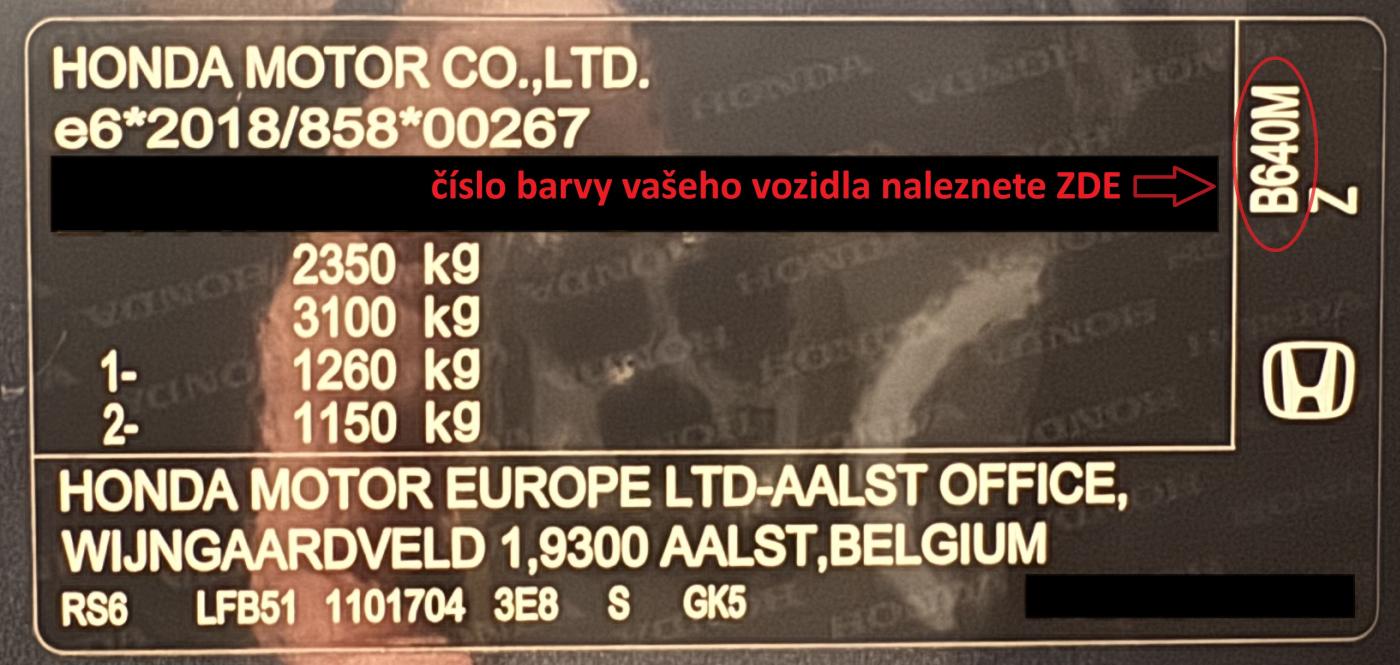 HONDA MOTOR CO.,LTD.
e6*2018/858*00267
číslo barvy vašeho vozidla naleznete ZDE
2350 kg
3100 kg
1- 1260 kg
2- 1150 kg
B640M
Z
HONDA MOTOR EUROPE LTD-AALST OFFICE,
WIJNGAARDVELD 1,9300 AALST,BELGIUM
RS6 LFB51 1101704 3E8 S GK5